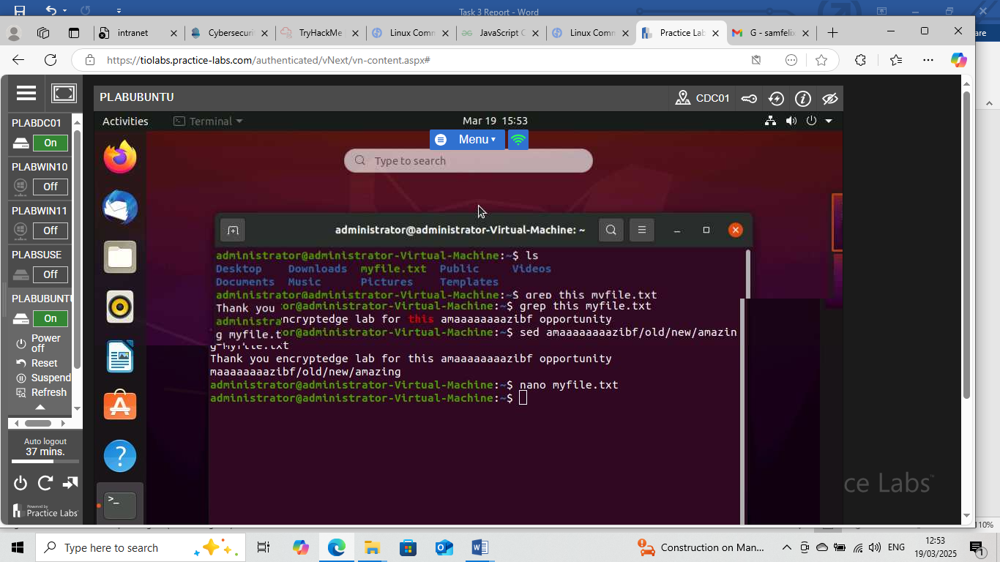 Task 3 Report - Word
intranet
Cybersecuri
TryHackMe
Linux Comm
JavaScript C
Linux Comm
Practice Lab
G - samfelix
are
https://tiolabs.practice-labs.com/authenticated/vNext/vn-content.aspx#
PLABUBUNTU
CDC01
PLABDC01
On
PLABWIN10
Off
PLABWIN11
Off
PLABSUSE
Off
PLABUBUNTU
On
Power off
Reset
Suspend
Refresh
Auto logout
37 mins.
Powered by
Practice Labs
Activities
Terminal
Mar 19 15:53
Menu
Type to search
administrator@administrator-Virtual-Machine: ~
administrator@administrator-Virtual-Machine:~$ ls
Desktop Downloads myfile.txt Public Videos
Documents Music Pictures Templates
administrator@administrator-Virtual-Machine:~$ grep this myfile.txt
Thank you
or@administrator-Virtual-Machine:~$ grep this myfile.txt
administra
ncryptedge lab for this amaaaaaaaazibf opportunity
g myfile.t
or@administrator-Virtual-Machine:~$ sed amaaaaaaaazibf/old/new/amazin
g myfile.txt
Thank you encryptedge lab for this amaaaaaaaazibf opportunity
maaaaaaaazibf/old/new/amazing
administrator@administrator-Virtual-Machine:~$ nano myfile.txt
administrator@administrator-Virtual-Machine:~$
ce Labs
110%
Type here to search
Construction on Man...
ENG
12:53
19/03/2025
1